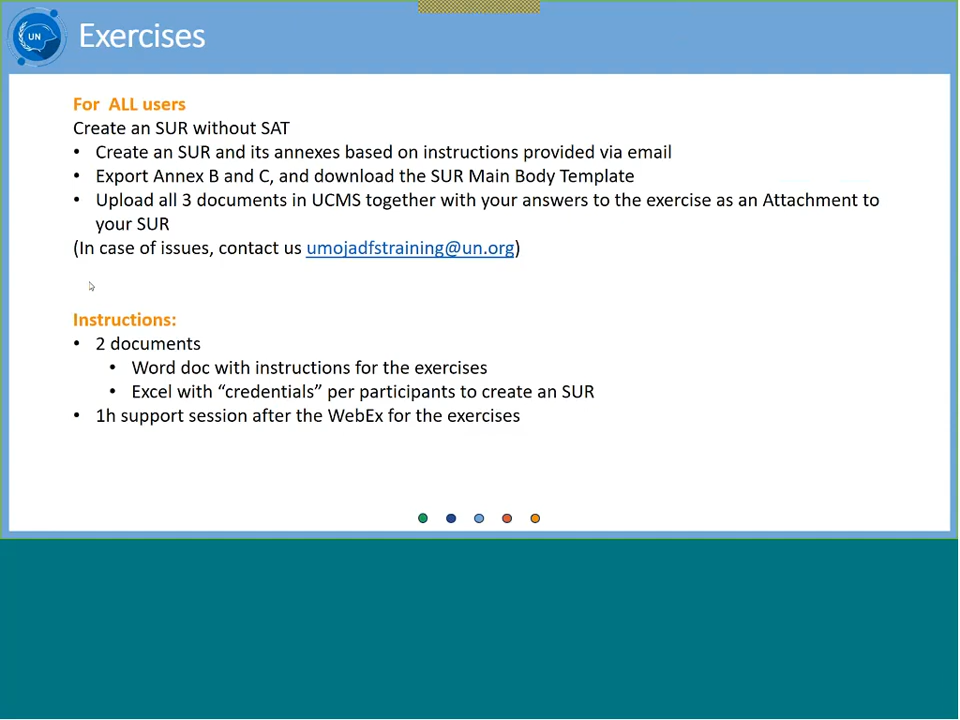 UN
Exercises
For ALL users
Create an SUR without SAT
• Create an SUR and its annexes based on instructions provided via email
• Export Annex B and C, and download the SUR Main Body Template
• Upload all 3 documents in UCMS together with your answers to the exercise as an Attachment to
your SUR
(In case of issues, contact us umojadfstraining@un.org)
Instructions:
• 2 documents
• Word doc with instructions for the exercises
• Excel with “credentials” per participants to create an SUR
• 1h support session after the WebEx for the exercises